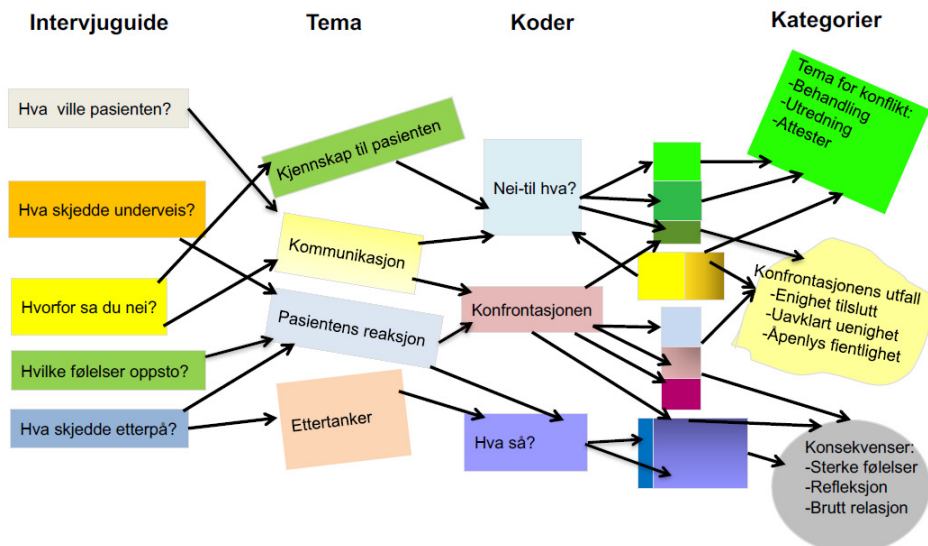 Intervjuguide
Tema
Koder
Kategorier
Hva ville pasienten?
Hva skjedde underveis?
Hvorfor sa du nei?
Hvilke følelser oppsto?
Hva skjedde etterpå?
Kjennskap til pasienten
Kommunikasjon
Pasientens reaksjon
Ettertanker
Nei-til hva?
Konfrontasjonen
Hva så?
Tema for konflikt:
-Behandling
-Utredning
-Attester
Konfrontasjonens utfall
-Enighet tilslutt
-Uavklart uenighet
-Åpenlys fientlighet
Konsekvenser:
-Sterke følelser
-Refleksjon
-Brutt relasjon